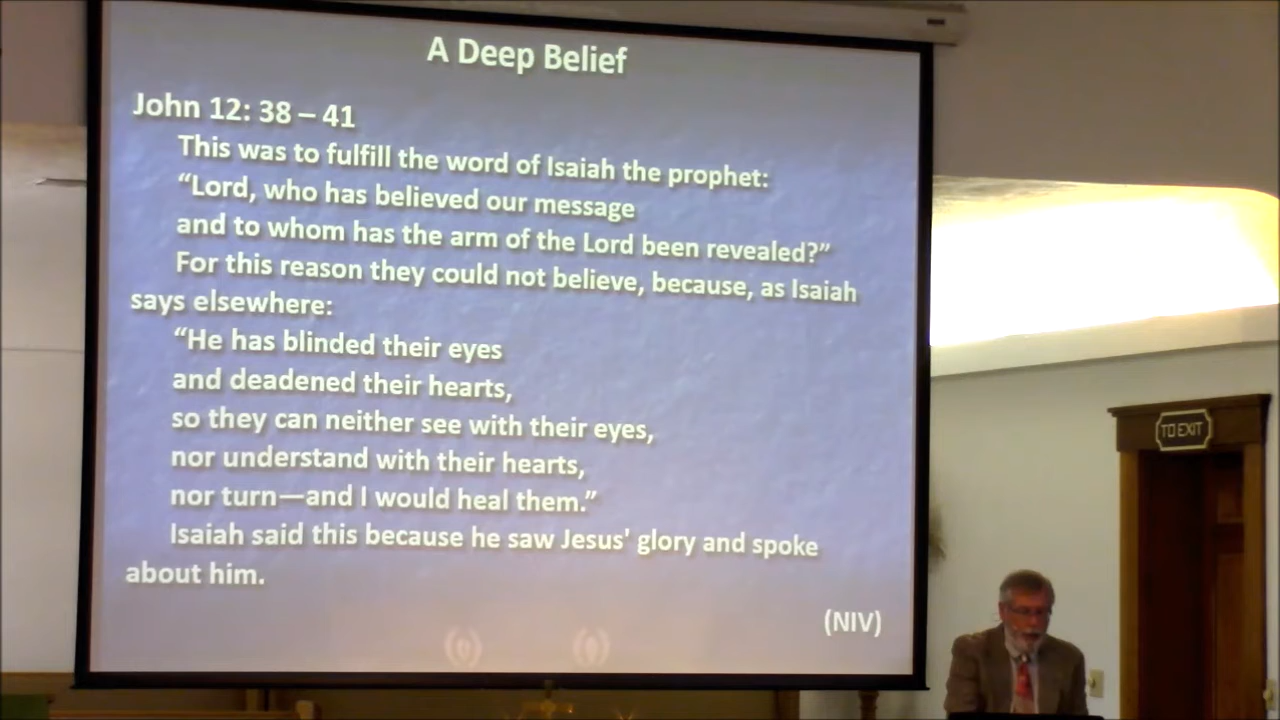 A Deep Belief
John 12: 38 – 41
This was to fulfill the word of Isaiah the prophet:
“Lord, who has believed our message
and to whom has the arm of the Lord been revealed?”
For this reason they could not believe, because, as Isaiah
says elsewhere:
“He has blinded their eyes
and deadened their hearts,
so they can neither see with their eyes,
nor understand with their hearts,
nor turn—and I would heal them.”
Isaiah said this because he saw Jesus' glory and spoke
about him.
(NIV)
TO EXIT